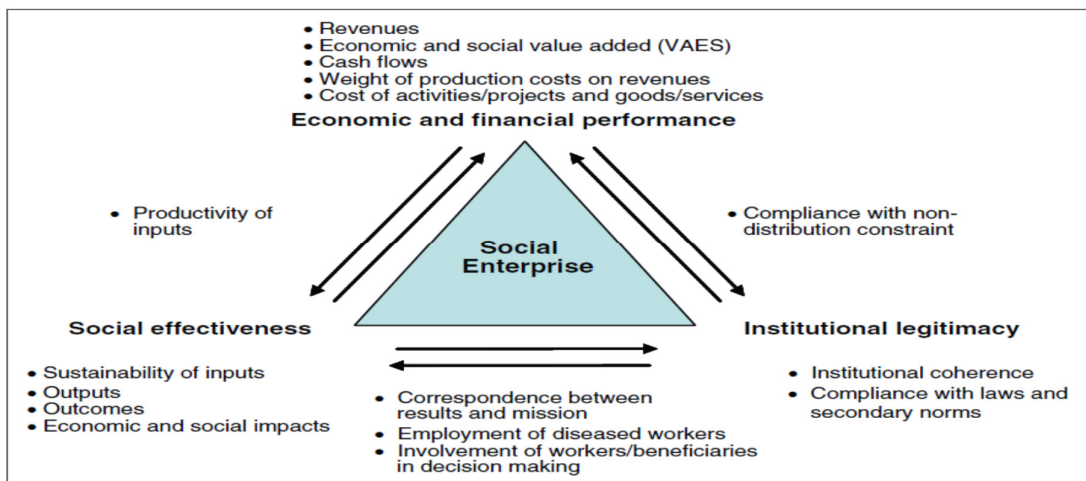 • Revenues
• Economic and social value added (VAES)
• Cash flows
• Weight of production costs on revenues
• Cost of activities/projects and goods/services
Economic and financial performance
• Productivity of
inputs
• Compliance with non-
distribution constraint
Social
Enterprise
Social effectiveness
Institutional legitimacy
• Sustainability of inputs
• Outputs
• Outcomes
• Economic and social impacts
• Correspondence between
results and mission
• Employment of diseased workers
• Involvement of workers/beneficiaries
in decision making
• Institutional coherence
• Compliance with laws and
secondary norms